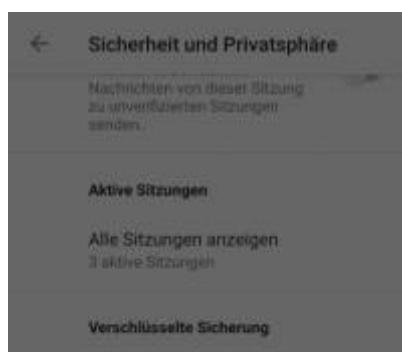 Sicherheit und Privatsphäre
Nachrichten von dieser Sitzung
zu unverifizierten Sitzungen
senden.
Aktive Sitzungen
Alle Sitzungen anzeigen
3 aktive Sitzungen
Verschlüsselte Sicherung